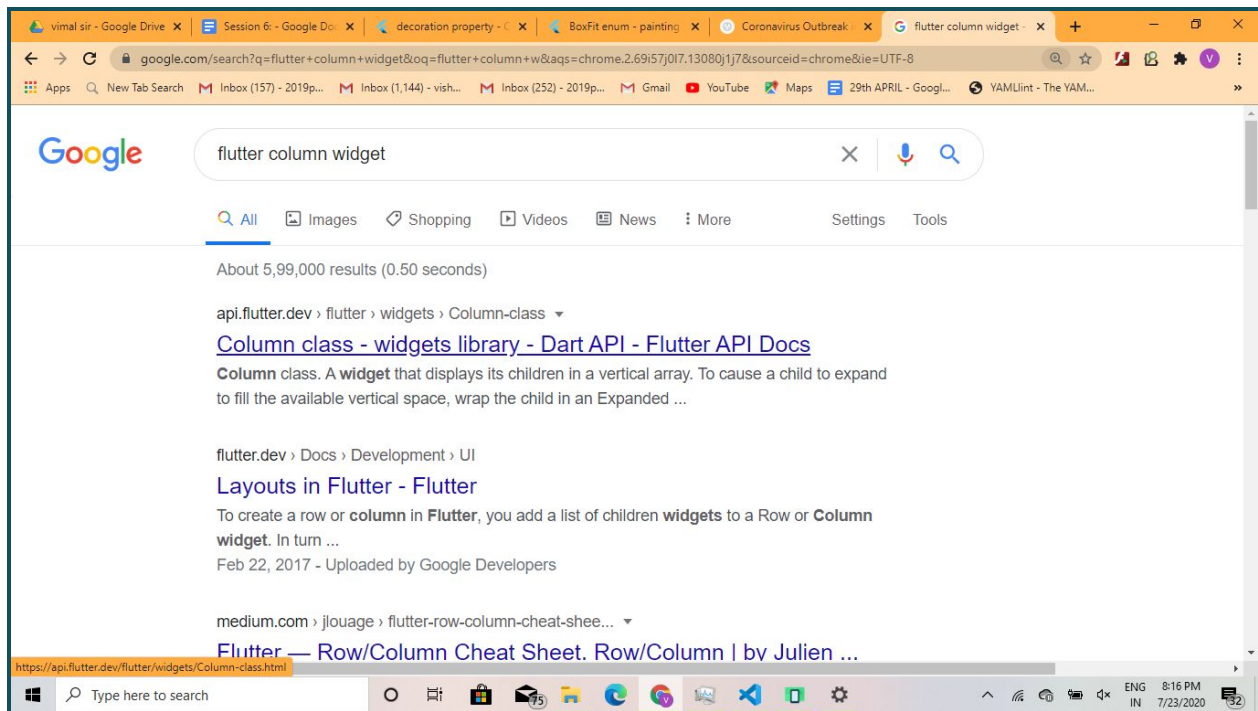 vimal sir - Google Drive
Session 6: - Google Do
decoration property - C
BoxFit enum - painting
Coronavirus Outbreak i
flutter column widget -
google.com/search?q=flutter+column+widget&oq=flutter+column+w&aqs=chrome.2.69i57j0l7.13080j1j7&sourceid=chrome&ie=UTF-8
V
Apps
New Tab Search
Inbox (157) - 2019p...
Inbox (1,144) - vish...
Inbox (252) - 2019p...
Gmail
YouTube
Maps
29th APRIL - Googl...
YAMLlint - The YAM...
»
Google
flutter column widget
All
Images
Shopping
Videos
News
More
Settings
Tools
About 5,99,000 results (0.50 seconds)
api.flutter.dev › flutter › widgets › Column-class
Column class - widgets library - Dart API - Flutter API Docs
Column class. A widget that displays its children in a vertical array. To cause a child to expand
to fill the available vertical space, wrap the child in an Expanded ...
flutter.dev › Docs › Development › UI
Layouts in Flutter - Flutter
To create a row or column in Flutter, you add a list of children widgets to a Row or Column
widget. In turn ...
Feb 22, 2017 - Uploaded by Google Developers
medium.com › jlouage › flutter-row-column-cheat-shee...
Flutter — Row/Column Cheat Sheet. Row/Column | by Julien ...
https://api.flutter.dev/flutter/widgets/Column-class.html
Type here to search
75
ENG
IN
8:16 PM
7/23/2020
32